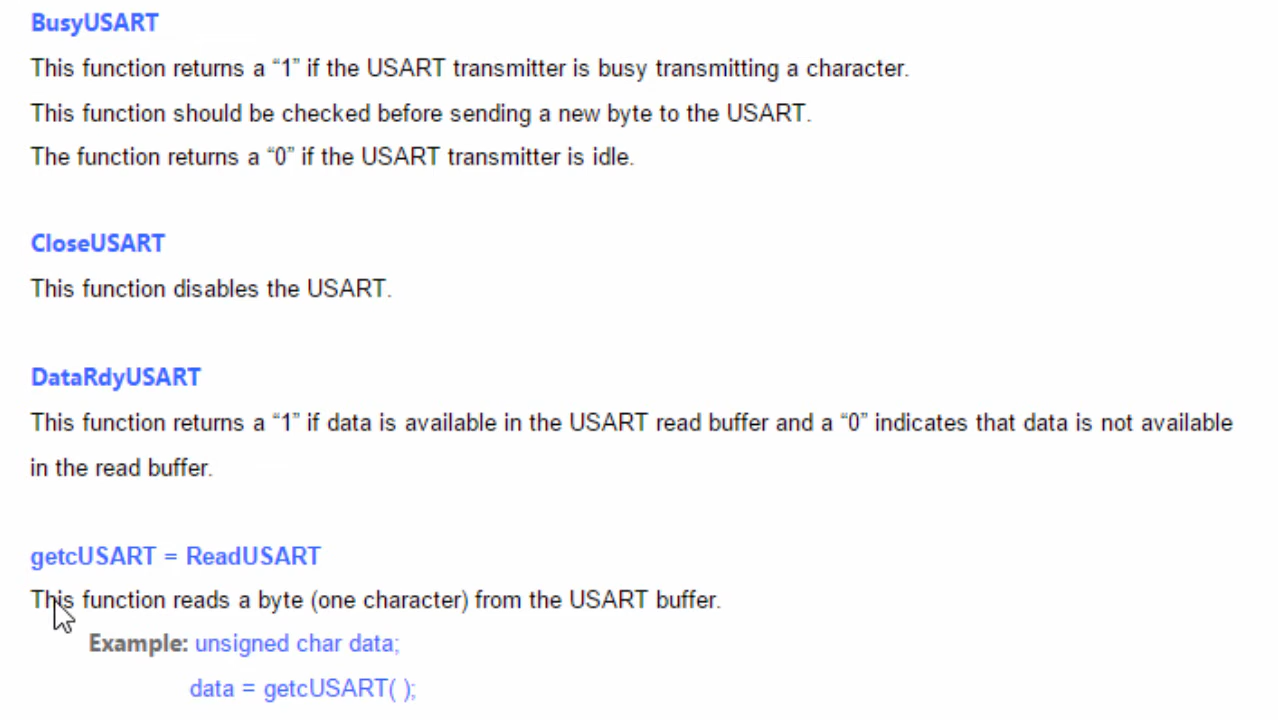 BusyUSART
This function returns a “1” if the USART transmitter is busy transmitting a character.
This function should be checked before sending a new byte to the USART.
The function returns a “0” if the USART transmitter is idle.
CloseUSART
This function disables the USART.
DataRdyUSART
This function returns a “1” if data is available in the USART read buffer and a “0” indicates that data is not available
in the read buffer.
getcUSART = ReadUSART
This function reads a byte (one character) from the USART buffer.
Example: unsigned char data;
data = getcUSART( );